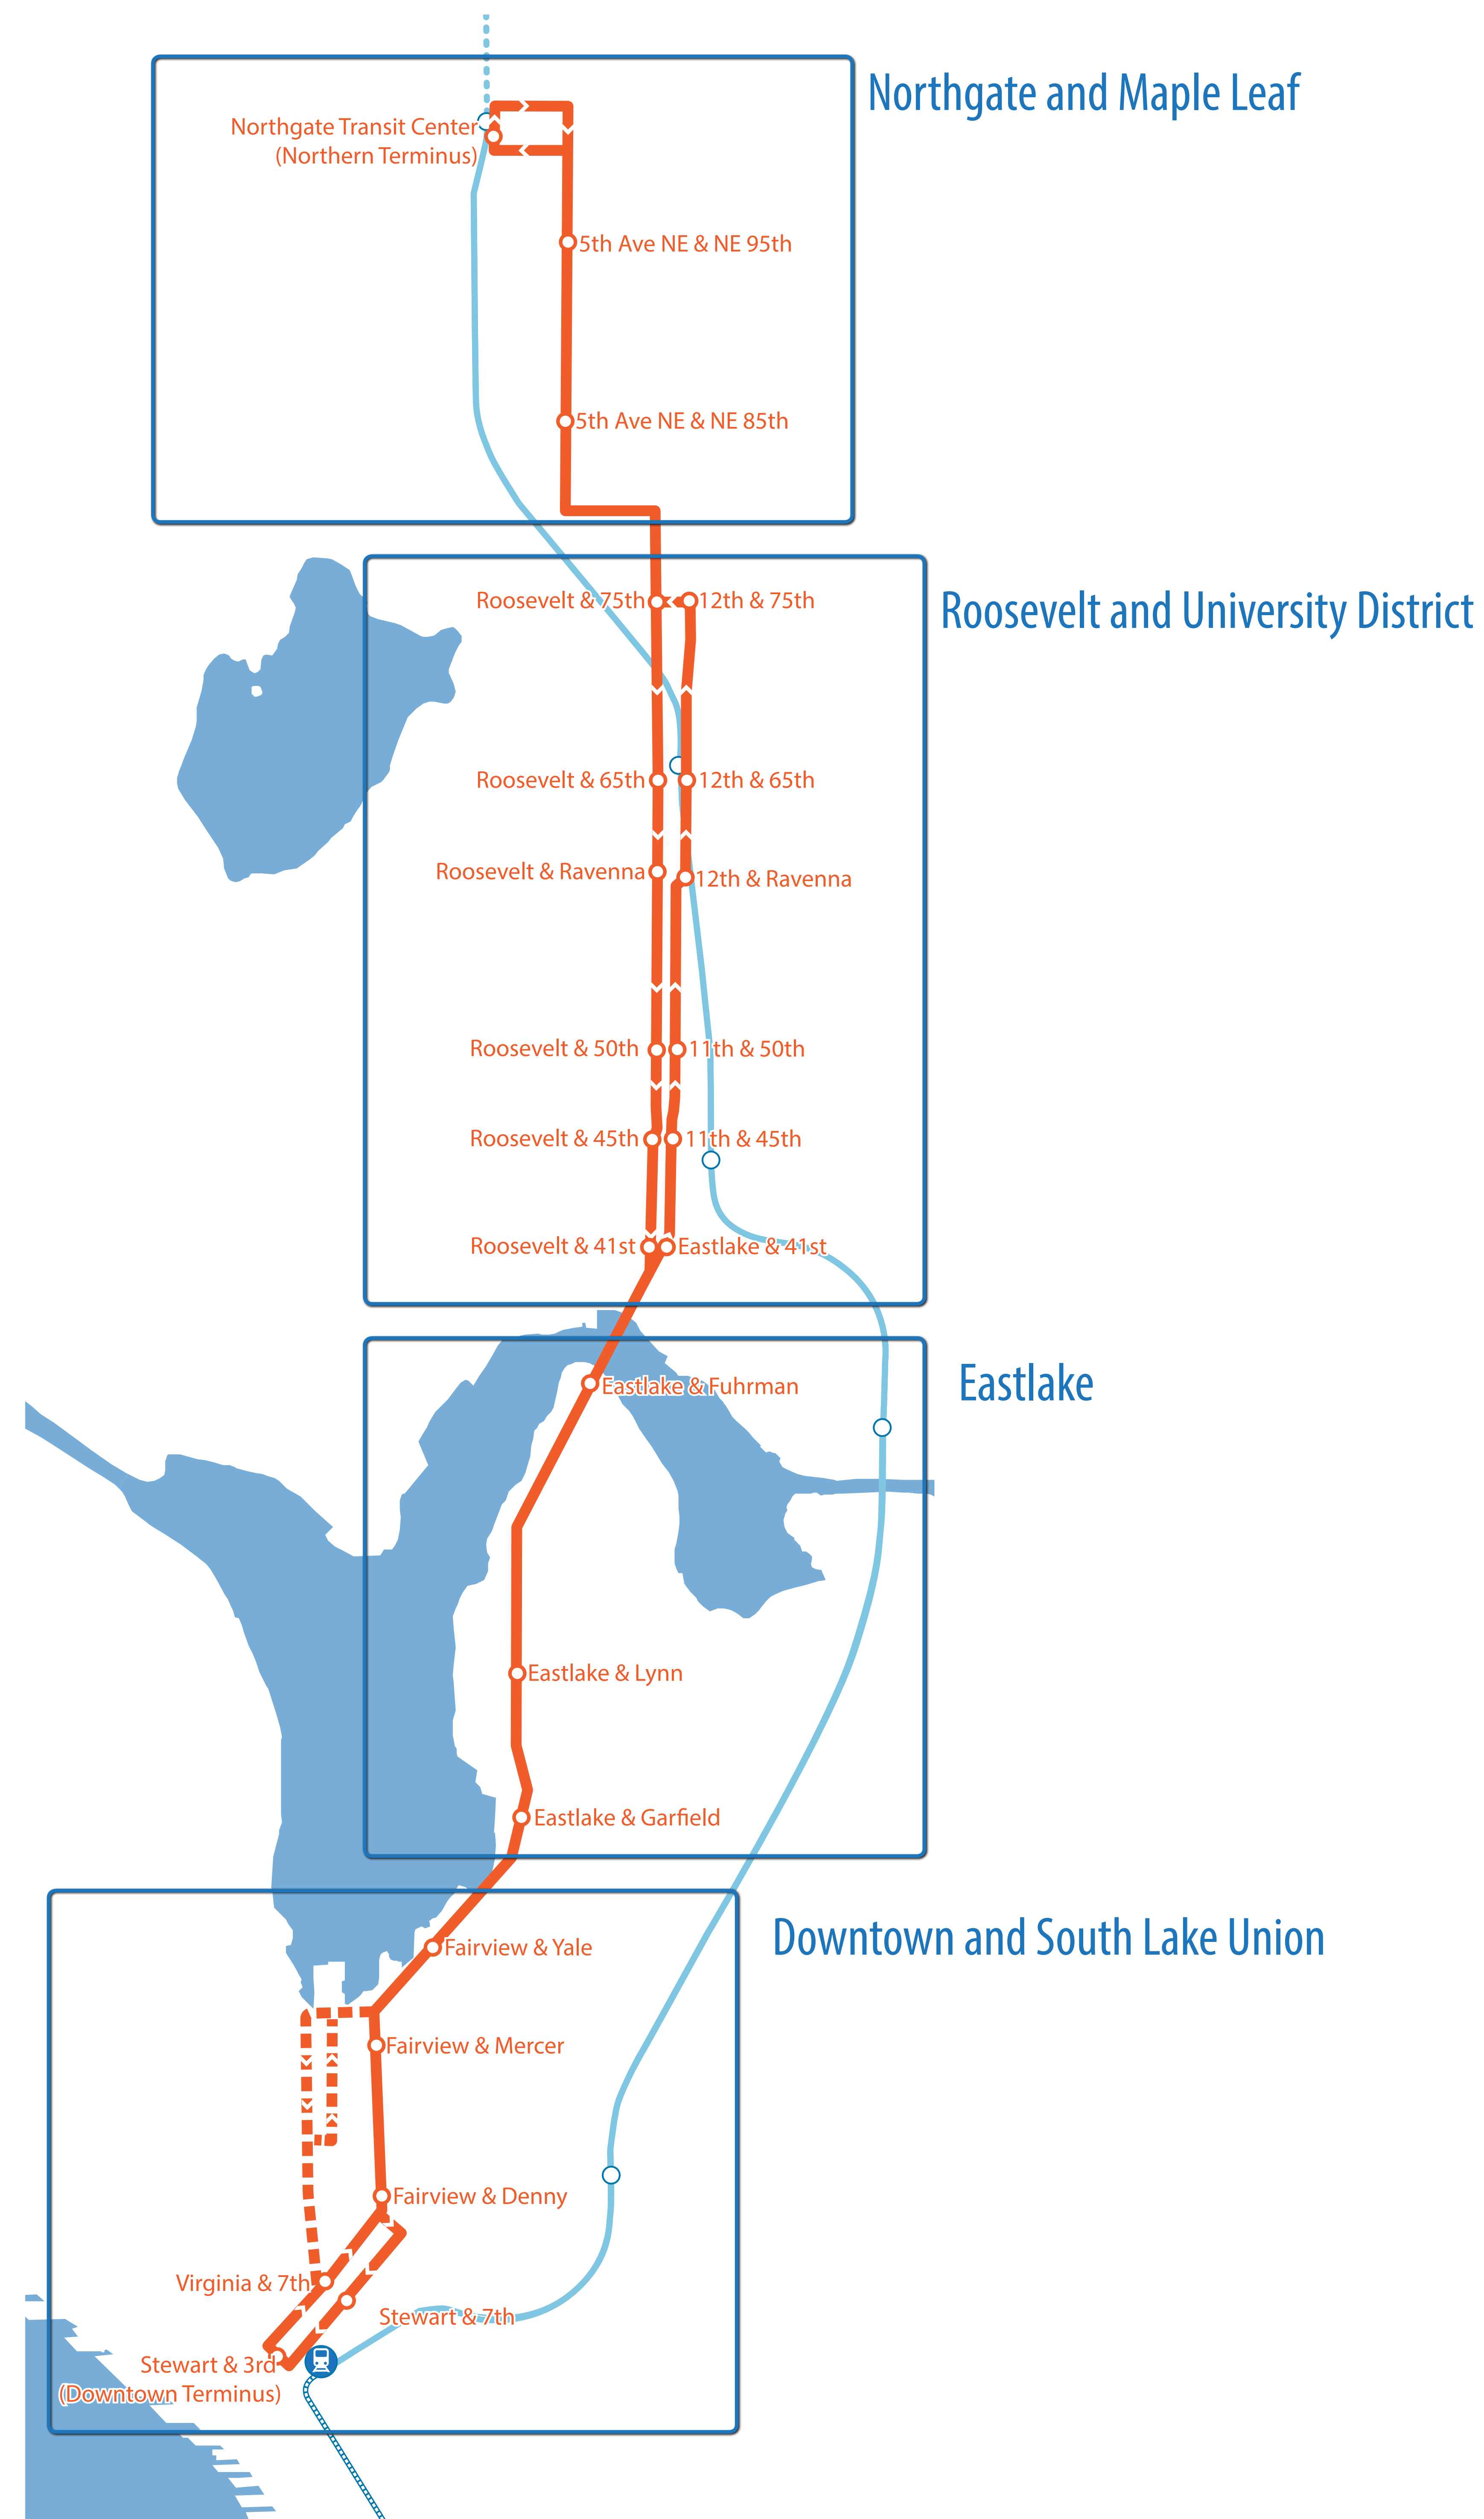 Northgate and Maple Leaf
Northgate Transit Center
(Northern Terminus)
5th Ave NE & NE 95th
5th Ave NE & NE 85th
Roosevelt and University District
Roosevelt & 75th
12th & 75th
Roosevelt & 65th
12th & 65th
Roosevelt & Ravenna
12th & Ravenna
Roosevelt & 50th
11th & 50th
Roosevelt & 45th
11th & 45th
Roosevelt & 41st
Eastlake & 41st
Eastlake
Eastlake & Fuhrman
Eastlake & Lynn
Eastlake & Garfield
Downtown and South Lake Union
Fairview & Yale
Fairview & Mercer
Fairview & Denny
Virginia & 7th
Stewart & 7th
Stewart & 3rd
(Downtown Terminus)